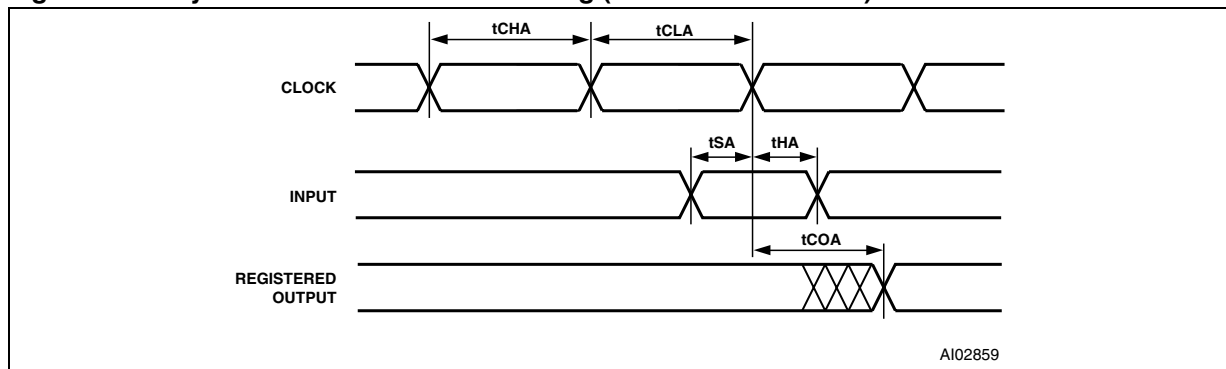 tCHA tCLA
CLOCK
tSA tHA
INPUT
tCOA
REGISTERED
OUTPUT
AI02859